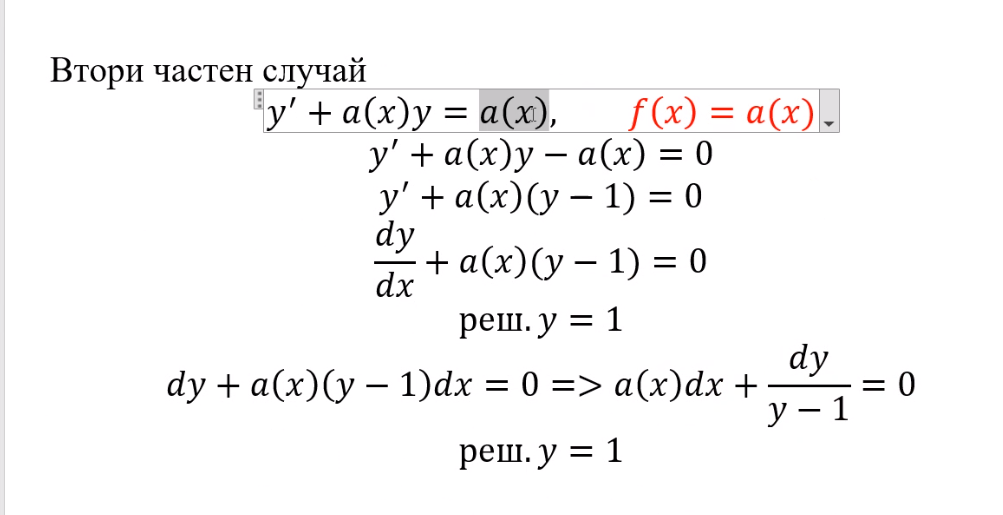 Втори частен случай
y′ + a(x)y = a(x),  f(x) = a(x)
y′ + a(x)y − a(x) = 0
y′ + a(x)(y − 1) = 0
dy/dx + a(x)(y − 1) = 0
реш. y = 1
dy + a(x)(y − 1)dx = 0 => a(x)dx + dy/(y − 1) = 0
реш. y = 1